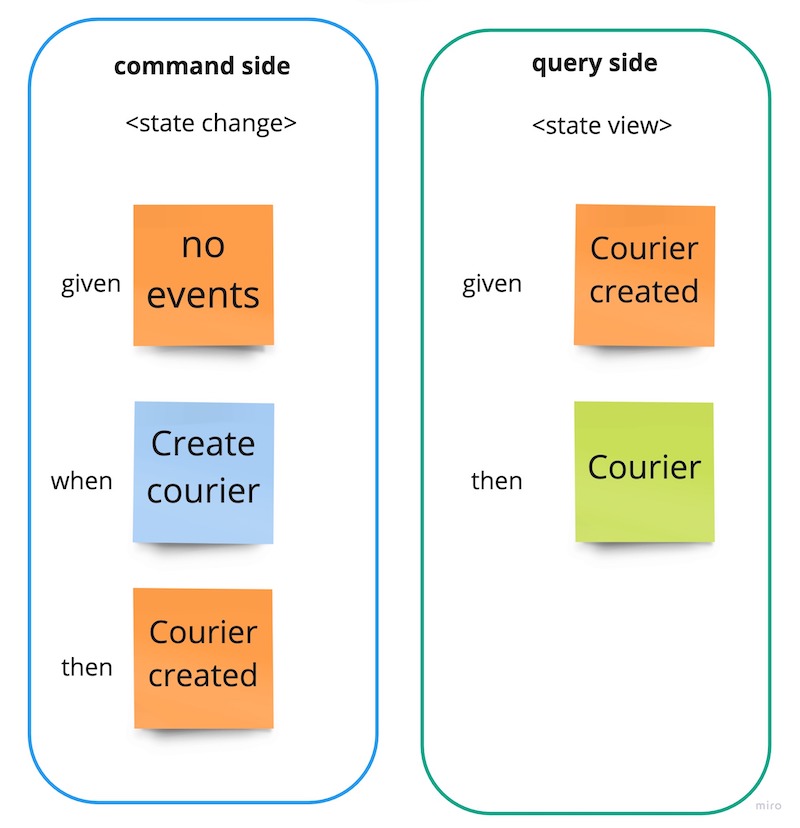 command side
<state change>
given
no
events
when
Create
courier
then
Courier
created
query side
<state view>
given
Courier
created
then
Courier
miro